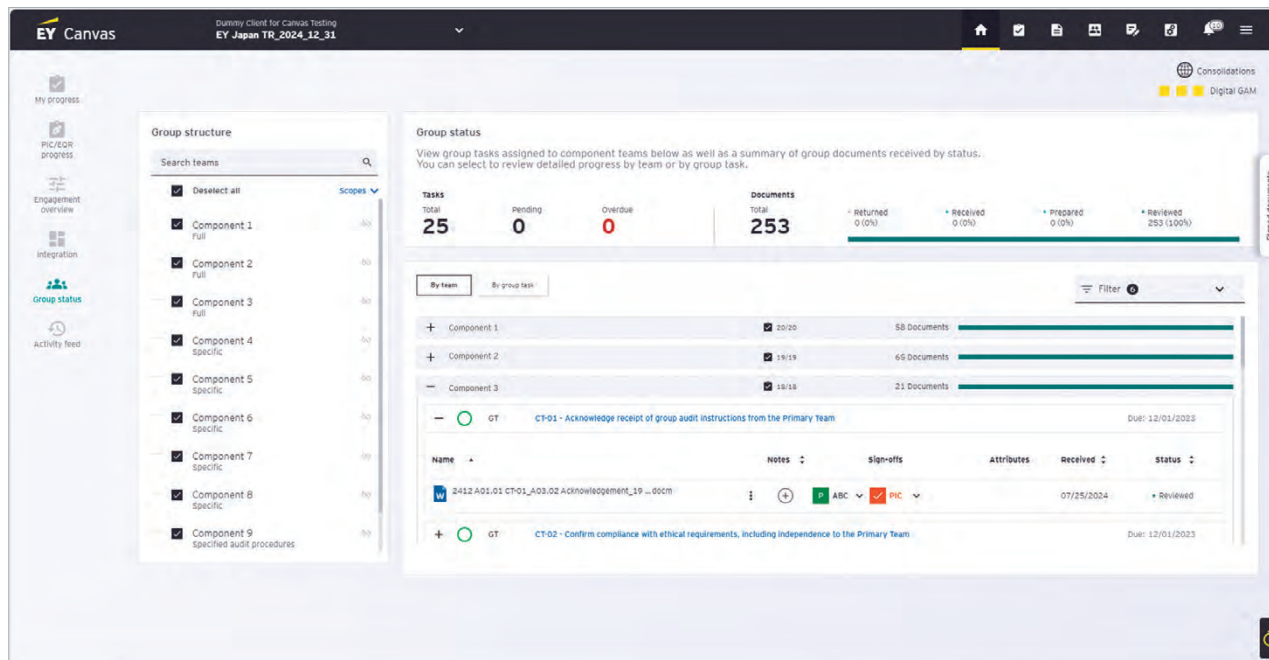 EY Canvas
Dummy Client for Canvas Testing
EY Japan TR_2024_12_31
Consolidations
Digital GAM
My progress
PIC/EQR
progress
Engagement
overview
Integration
Group status
Activity feed
Group structure
Search teams
Deselect all
Scopes
Component 1
Full
Component 2
Full
Component 3
Full
Component 4
Specific
Component 5
Specific
Component 6
Specific
Component 7
Specific
Component 8
Specific
Component 9
Specified audit procedures
Group status
View group tasks assigned to component teams below as well as a summary of group documents received by status.
You can select to review detailed progress by team or by group task.
Tasks
Total
25
Pending
0
Overdue
0
Documents
Total
253
Returned
0 (0%)
Received
0 (0%)
Prepared
0 (0%)
Reviewed
253 (100%)
By team
By group task
Filter 6
+ Component 1 20/20 58 Documents
+ Component 2 19/19 65 Documents
− Component 3 18/18 21 Documents
− GT CT-01 - Acknowledge receipt of group audit instructions from the Primary Team Due: 12/01/2023
Name Notes Sign-offs Attributes Received Status
W 2412 A01.01 CT-01_A03.02 Acknowledgement_19 ...docm P ABC PIC 07/25/2024 • Reviewed
+ GT CT-02 - Confirm compliance with ethical requirements, including independence to the Primary Team Due: 12/01/2023